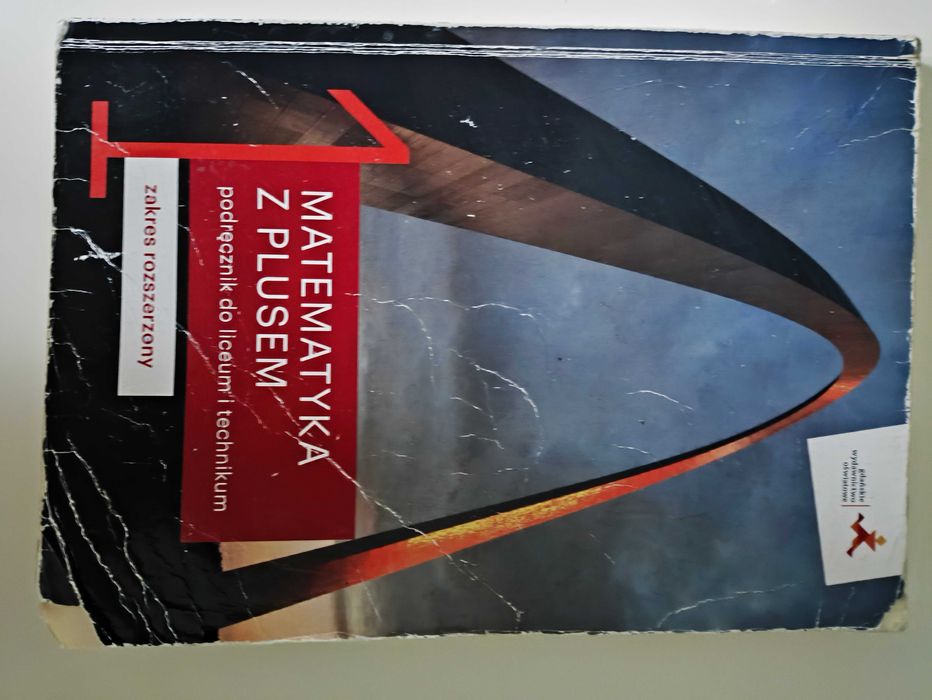 gdańskie
wydawnictwo
oświatowe
1
MATEMATYKA
Z PLUSEM
podręcznik do liceum i technikum
zakres rozszerzony